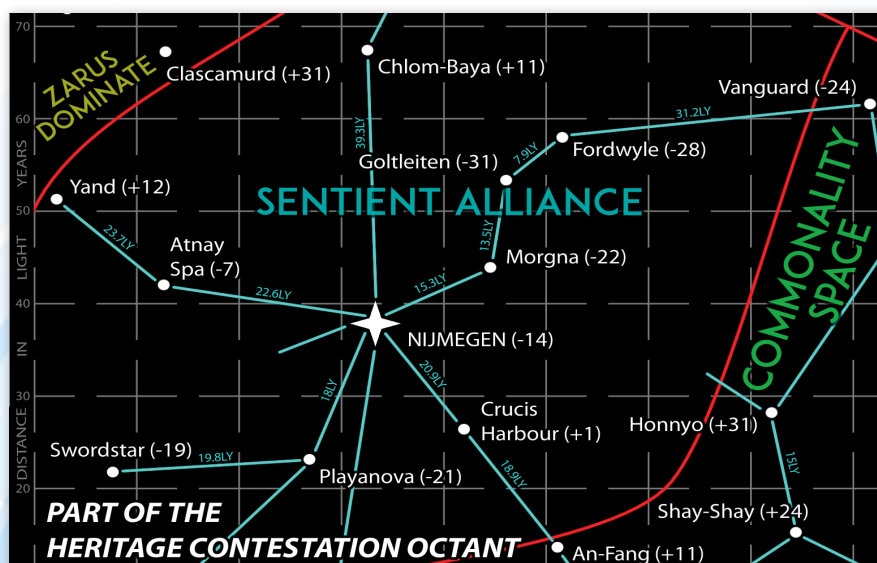 70
ZARUS
DOMINATE
Clascamurd (+31)
Chlom-Baya (+11)
Vanguard (-24)
39.3LY
31.2LY
60
Goltleiten (-31)
7.9LY
Fordwyle (-28)
DISTANCE IN LIGHT YEARS
Yand (+12)
SENTIENT ALLIANCE
COMMONALITY
SPACE
50
23.7LY
Atnay
Spa (-7)
13.5LY
Morgna (-22)
22.6LY
15.3LY
40
NIJMEGEN (-14)
18LY
20.9LY
30
Crucis
Harbour (+1)
Honnyo (+31)
Swordstar (-19)
19.8LY
Playanova (-21)
18.9LY
15LY
20
Shay-Shay (+24)
PART OF THE
HERITAGE CONTESTATION OCTANT
An-Fang (+11)